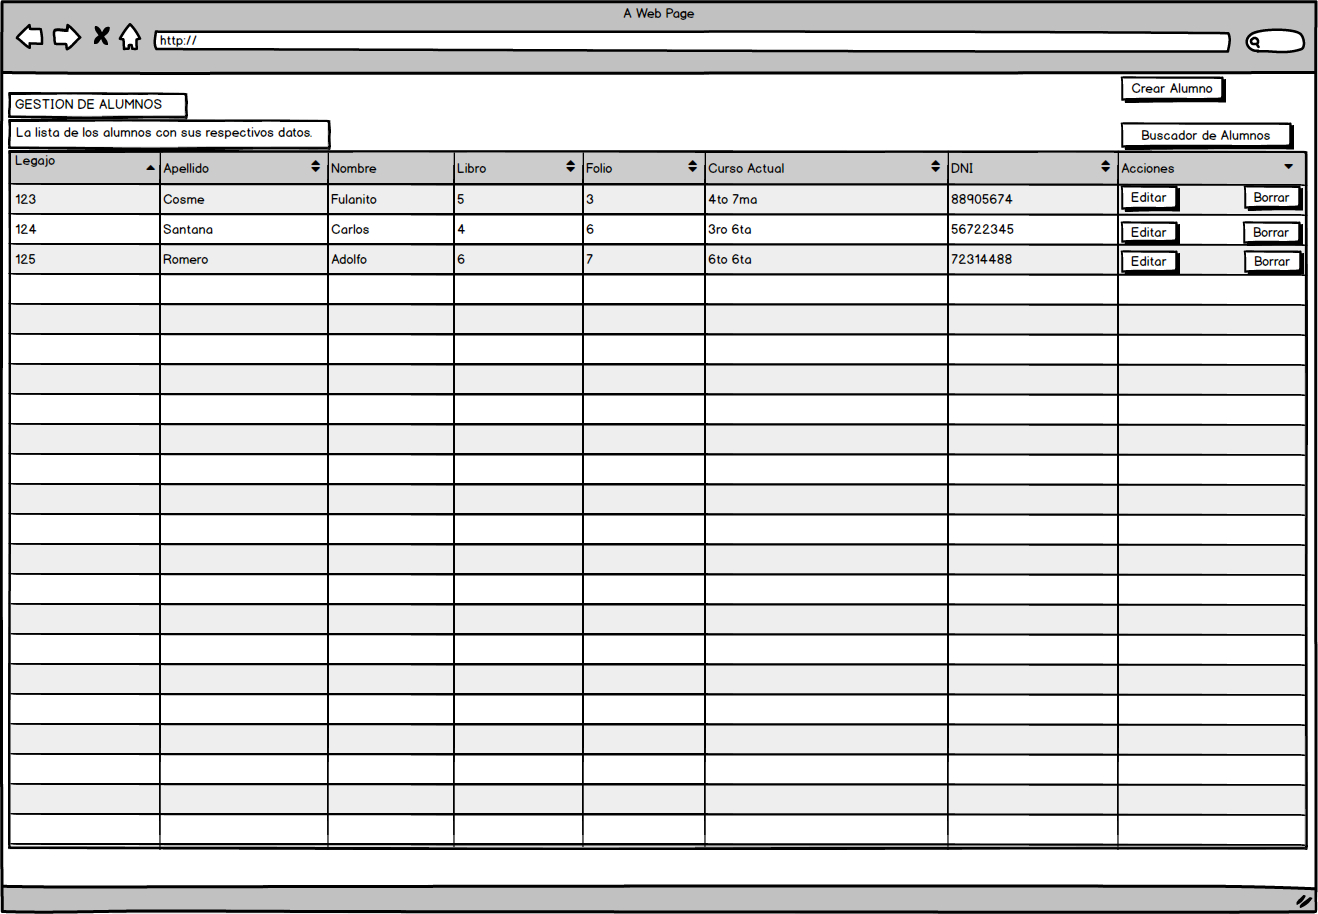 A Web Page
http://
Crear Alumno
GESTION DE ALUMNOS
La lista de los alumnos con sus respectivos datos.
Buscador de Alumnos
Legajo Apellido Nombre Libro Folio Curso Actual DNI Acciones
123 Cosme Fulanito 5 3 4to 7ma 88905674 Editar Borrar
124 Santana Carlos 4 6 3ro 6ta 56722345 Editar Borrar
125 Romero Adolfo 6 7 6to 6ta 72314488 Editar Borrar